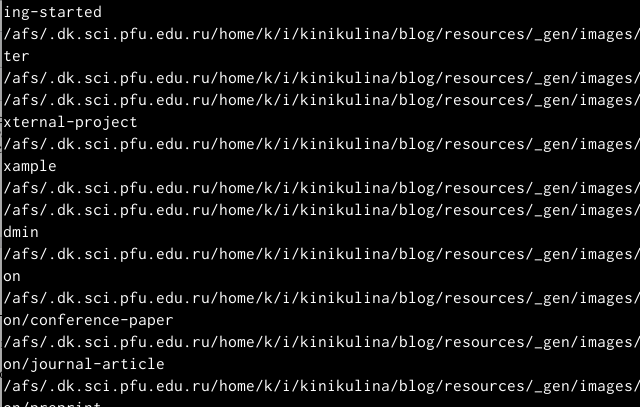 ing-started
/afs/.dk.sci.pfu.edu.ru/home/k/i/kinikulina/blog/resources/_gen/images/
ter
/afs/.dk.sci.pfu.edu.ru/home/k/i/kinikulina/blog/resources/_gen/images/
/afs/.dk.sci.pfu.edu.ru/home/k/i/kinikulina/blog/resources/_gen/images/
xternal-project
/afs/.dk.sci.pfu.edu.ru/home/k/i/kinikulina/blog/resources/_gen/images/
xample
/afs/.dk.sci.pfu.edu.ru/home/k/i/kinikulina/blog/resources/_gen/images/
/afs/.dk.sci.pfu.edu.ru/home/k/i/kinikulina/blog/resources/_gen/images/
dmin
/afs/.dk.sci.pfu.edu.ru/home/k/i/kinikulina/blog/resources/_gen/images/
on
/afs/.dk.sci.pfu.edu.ru/home/k/i/kinikulina/blog/resources/_gen/images/
on/conference-paper
/afs/.dk.sci.pfu.edu.ru/home/k/i/kinikulina/blog/resources/_gen/images/
on/journal-article
/afs/.dk.sci.pfu.edu.ru/home/k/i/kinikulina/blog/resources/_gen/images/
on/preprint